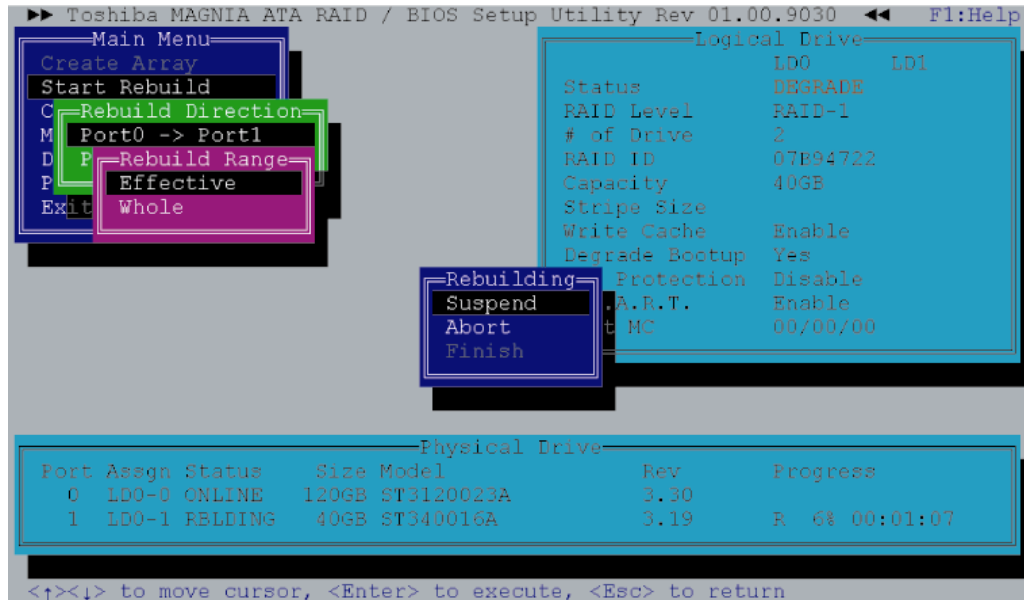 ►► Toshiba MAGNIA ATA RAID / BIOS Setup Utility Rev 01.00.9030 ◄◄ F1:Help
Main Menu
Create Array
Start Rebuild
C
Rebuild Direction
M
Port0 -> Port1
D
P
Rebuild Range
P
Effective
Exit
Whole
Logical Drive
LD0 LD1
Status DEGRADE
RAID Level RAID-1
# of Drive 2
RAID ID 07B94722
Capacity 40GB
Stripe Size
Write Cache Enable
Degrade Bootup Yes
Protection Disable
.A.R.T. Enable
t MC 00/00/00
Rebuilding
Suspend
Abort
Finish
Physical Drive
Port Assgn Status Size Model Rev Progress
0 LD0-0 ONLINE 120GB ST3120023A 3.30
1 LD0-1 RBLDING 40GB ST340016A 3.19 R 6% 00:01:07
<↑><↓> to move cursor, <Enter> to execute, <Esc> to return